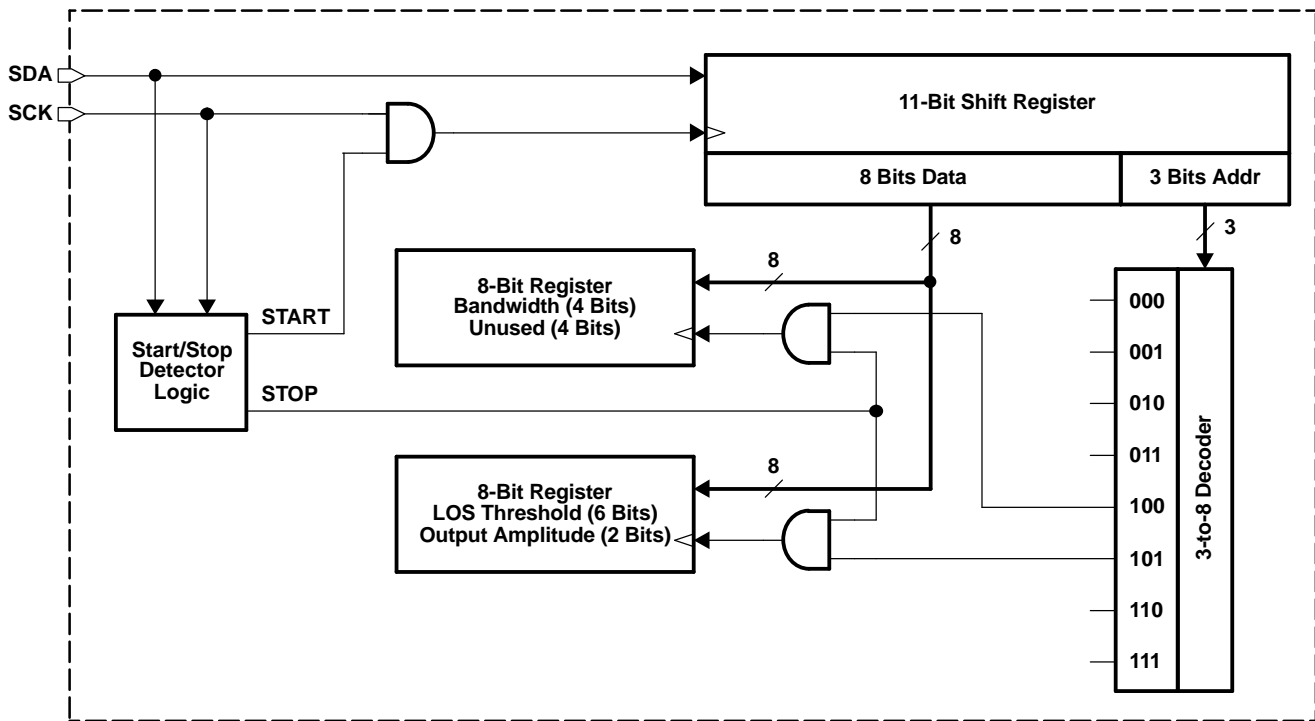 SDA
SCK
11-Bit Shift Register
8 Bits Data
3 Bits Addr
8
3
8
8-Bit Register
Bandwidth (4 Bits)
Unused (4 Bits)
START
Start/Stop
Detector
Logic
STOP
8
8-Bit Register
LOS Threshold (6 Bits)
Output Amplitude (2 Bits)
000
001
010
011
100
101
110
111
3-to-8 Decoder